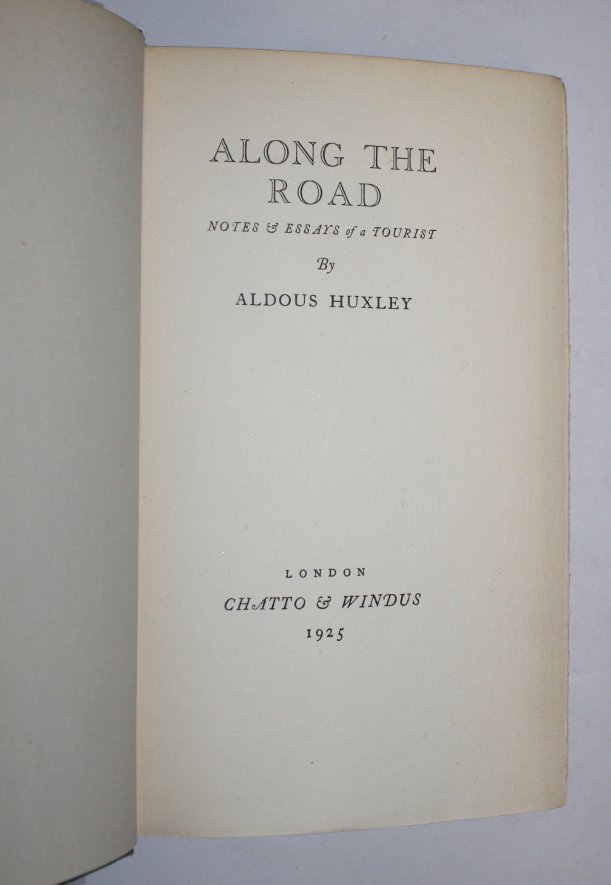 ALONG THE
ROAD
NOTES & ESSAYS of a TOURIST
By
ALDOUS HUXLEY
LONDON
CHATTO & WINDUS
1925